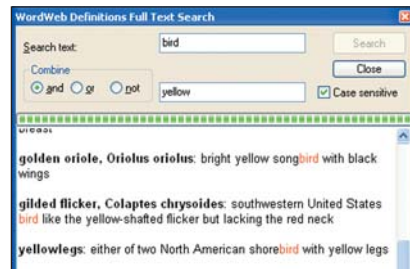 WordWeb Definitions Full Text Search
Search text:
bird
Search
Combine
and or not
yellow
Close
Case sensitive
breast
golden oriole, Oriolus oriolus: bright yellow songbird with black
wings
gilded flicker, Colaptes chrysoides: southwestern United States
bird like the yellow-shafted flicker but lacking the red neck
yellowlegs: either of two North American shorebird with yellow legs